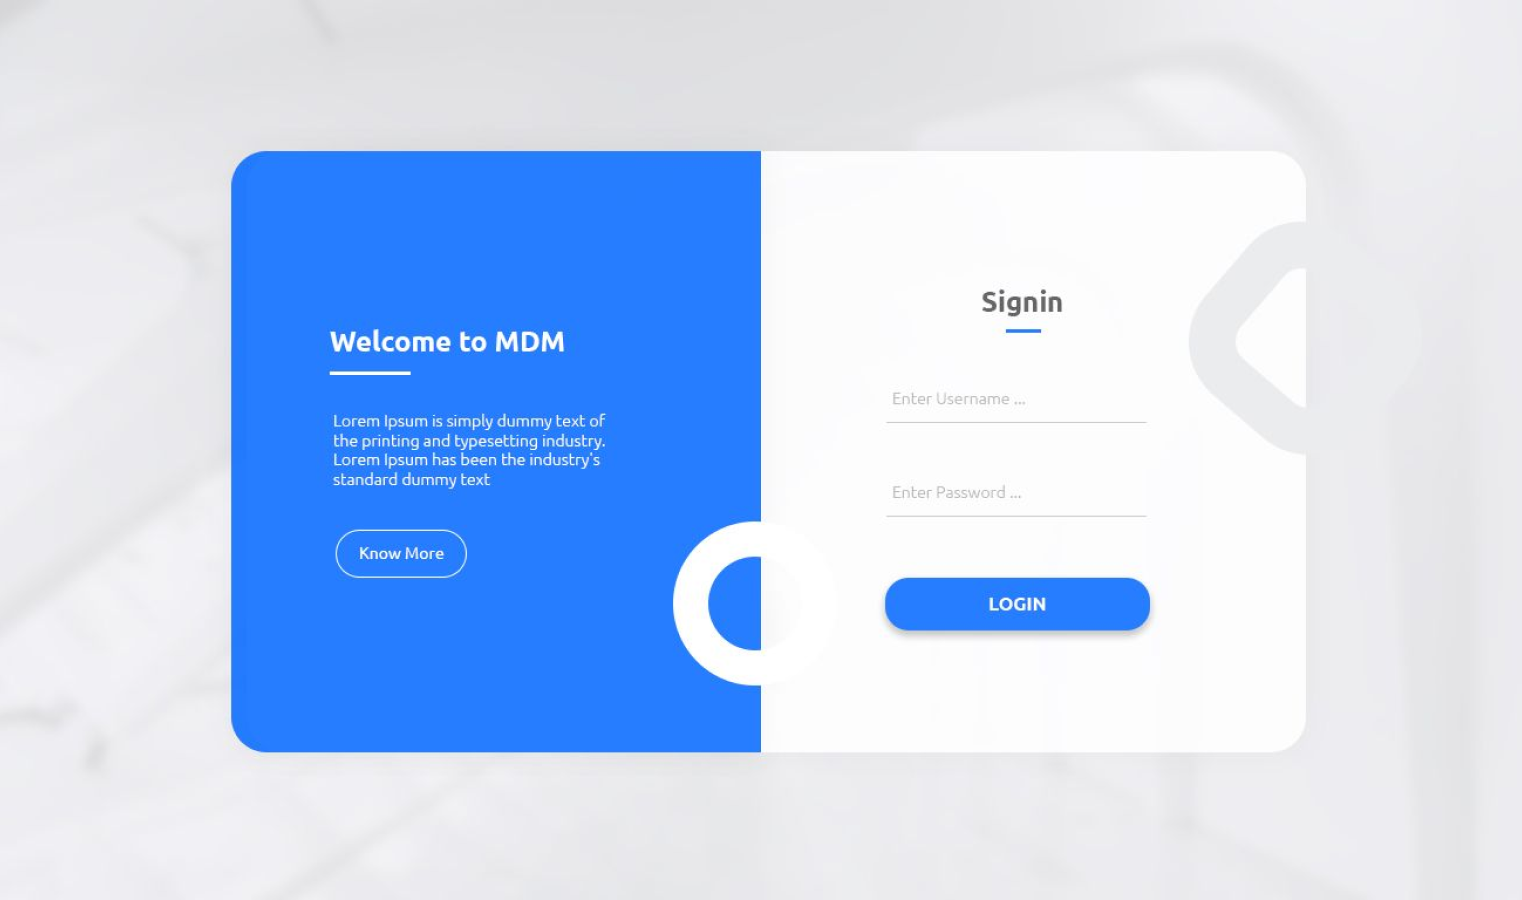 Welcome to MDM
Lorem Ipsum is simply dummy text of
the printing and typesetting industry.
Lorem Ipsum has been the industry's
standard dummy text
Know More
Signin
Enter Username ...
Enter Password ...
LOGIN